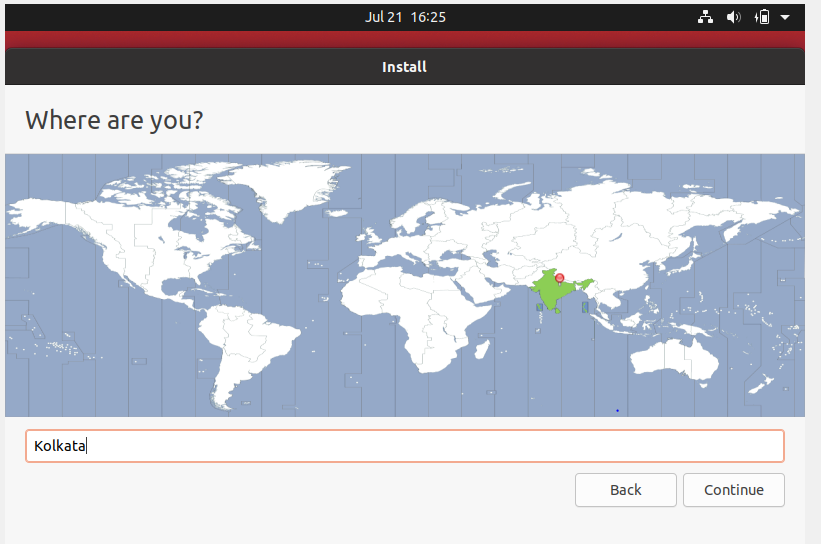 Jul 21 16:25
Install
Where are you?
Kolkata
Back Continue